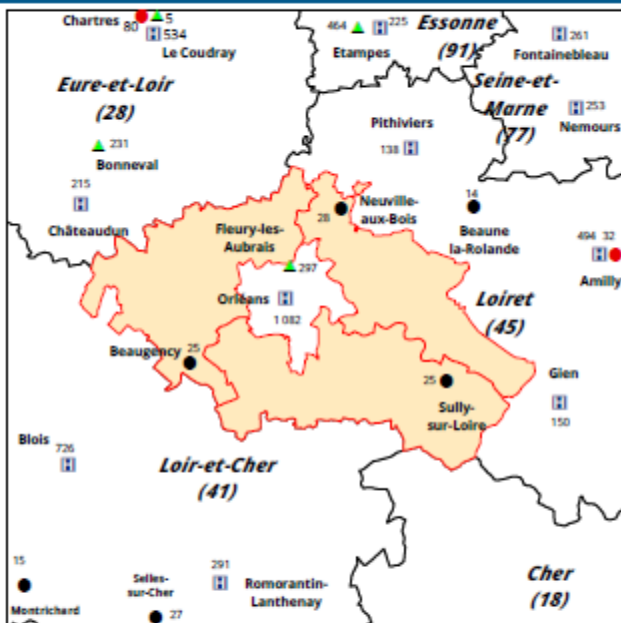 Chartres
80
5
534
Le Coudray
464
225
Etampes
Essonne
(91)
261
Fontainebleau
Eure-et-Loir
(28)
Seine-et-
Marne
(77)
253
Nemours
Pithiviers
138
231
Bonneval
215
Châteaudun
28
Neuville-
aux-Bois
14
Beaune
la-Rolande
Fleury-les-
Aubrais
297
494
32
Amilly
Orléans
1 082
Loiret
(45)
Beaugency
25
25
Sully-
sur-Loire
Gien
150
Blois
726
Loir-et-Cher
(41)
15
Montrichard
Selles-
sur-Cher
27
291
Romorantin-
Lanthenay
Cher
(18)